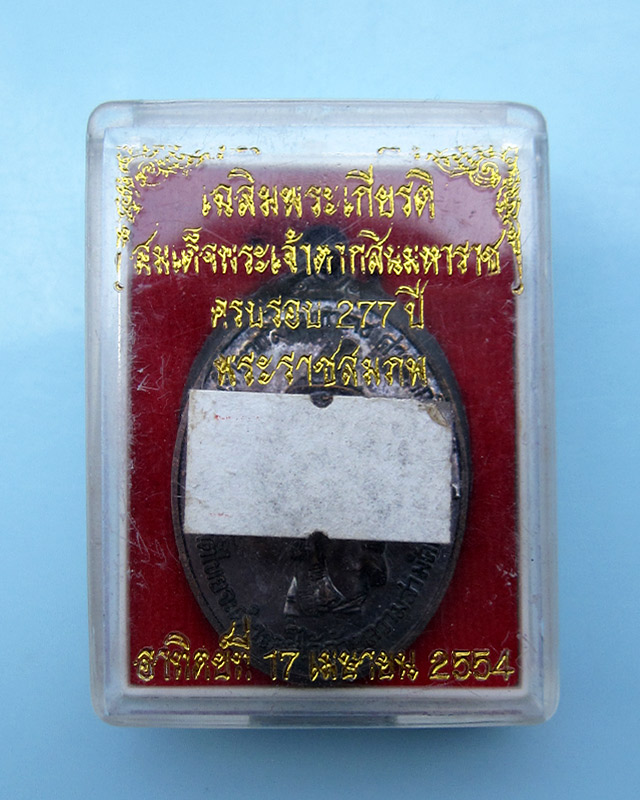 เฉลิมพระเกียรติ
สมเด็จพระเจ้าตากสินมหาราช
ครบรอบ 277 ปี
พระราชสมภพ
อาทิตย์ที่ 17 เมษายน 2554